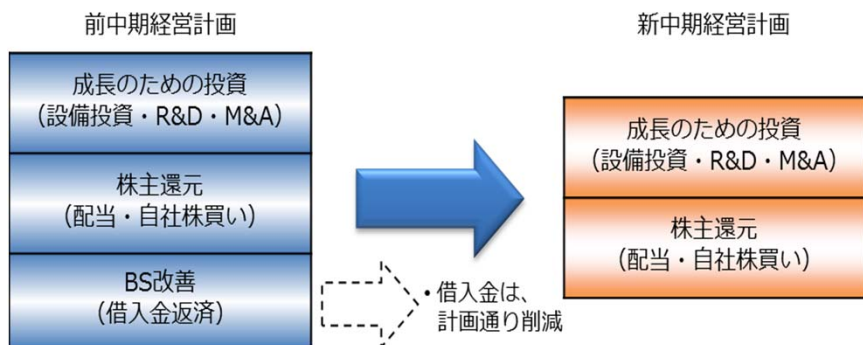 前中期経営計画
成長のための投資
（設備投資・R&D・M&A）
株主還元
（配当・自社株買い）
BS改善
（借入金返済）
・借入金は、
計画通り削減
新中期経営計画
成長のための投資
（設備投資・R&D・M&A）
株主還元
（配当・自社株買い）